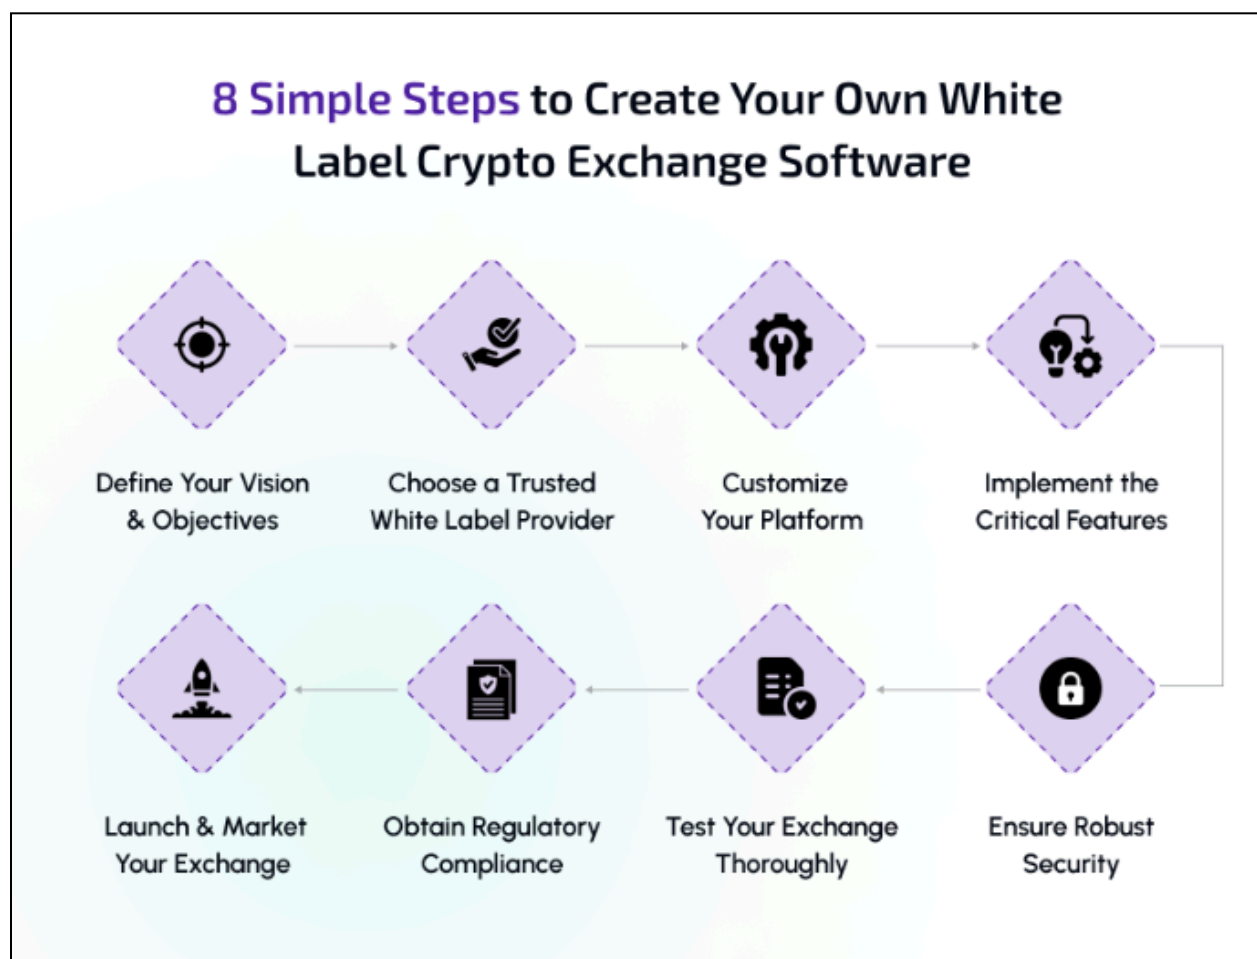 8 Simple Steps to Create Your Own White
Label Crypto Exchange Software
Define Your Vision
& Objectives
Choose a Trusted
White Label Provider
Customize
Your Platform
Implement the
Critical Features
Launch & Market
Your Exchange
Obtain Regulatory
Compliance
Test Your Exchange
Thoroughly
Ensure Robust
Security